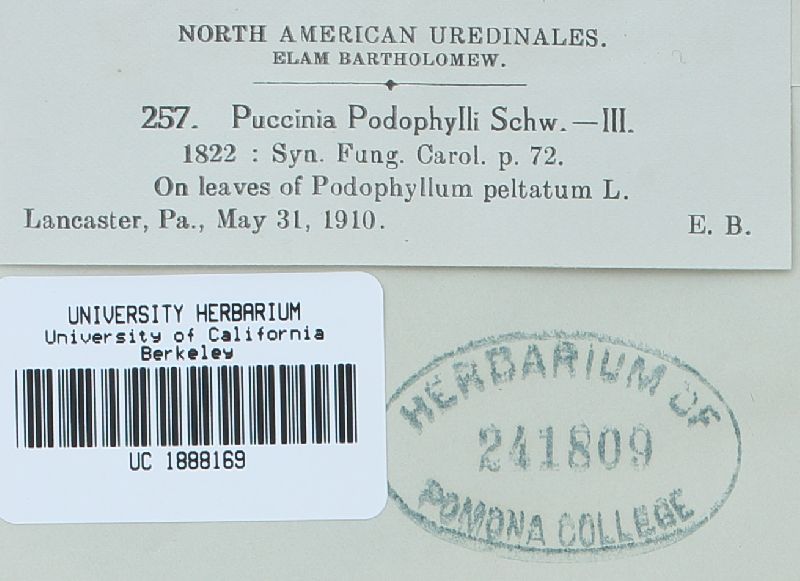 NORTH AMERICAN UREDINALES.
ELAM BARTHOLOMEW.
257. Puccinia Podophylli Schw.—III.
1822 : Syn. Fung. Carol. p. 72.
On leaves of Podophyllum peltatum L.
Lancaster, Pa., May 31, 1910. E. B.
UNIVERSITY HERBARIUM
University of California
Berkeley
UC 1888169
HERBARIUM OF
241809
POMONA COLLEGE